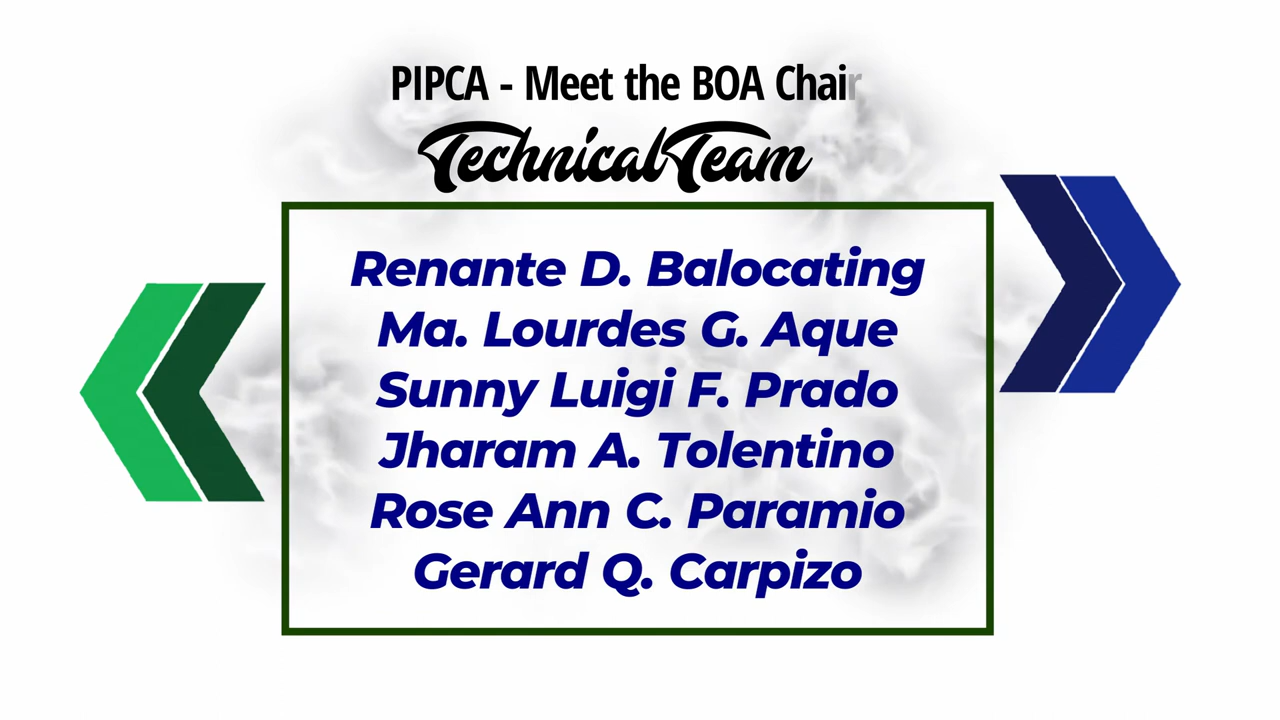 PIPCA - Meet the BOA Chair
Technical Team
Renante D. Balocating
Ma. Lourdes G. Aque
Sunny Luigi F. Prado
Jharam A. Tolentino
Rose Ann C. Paramio
Gerard Q. Carpizo